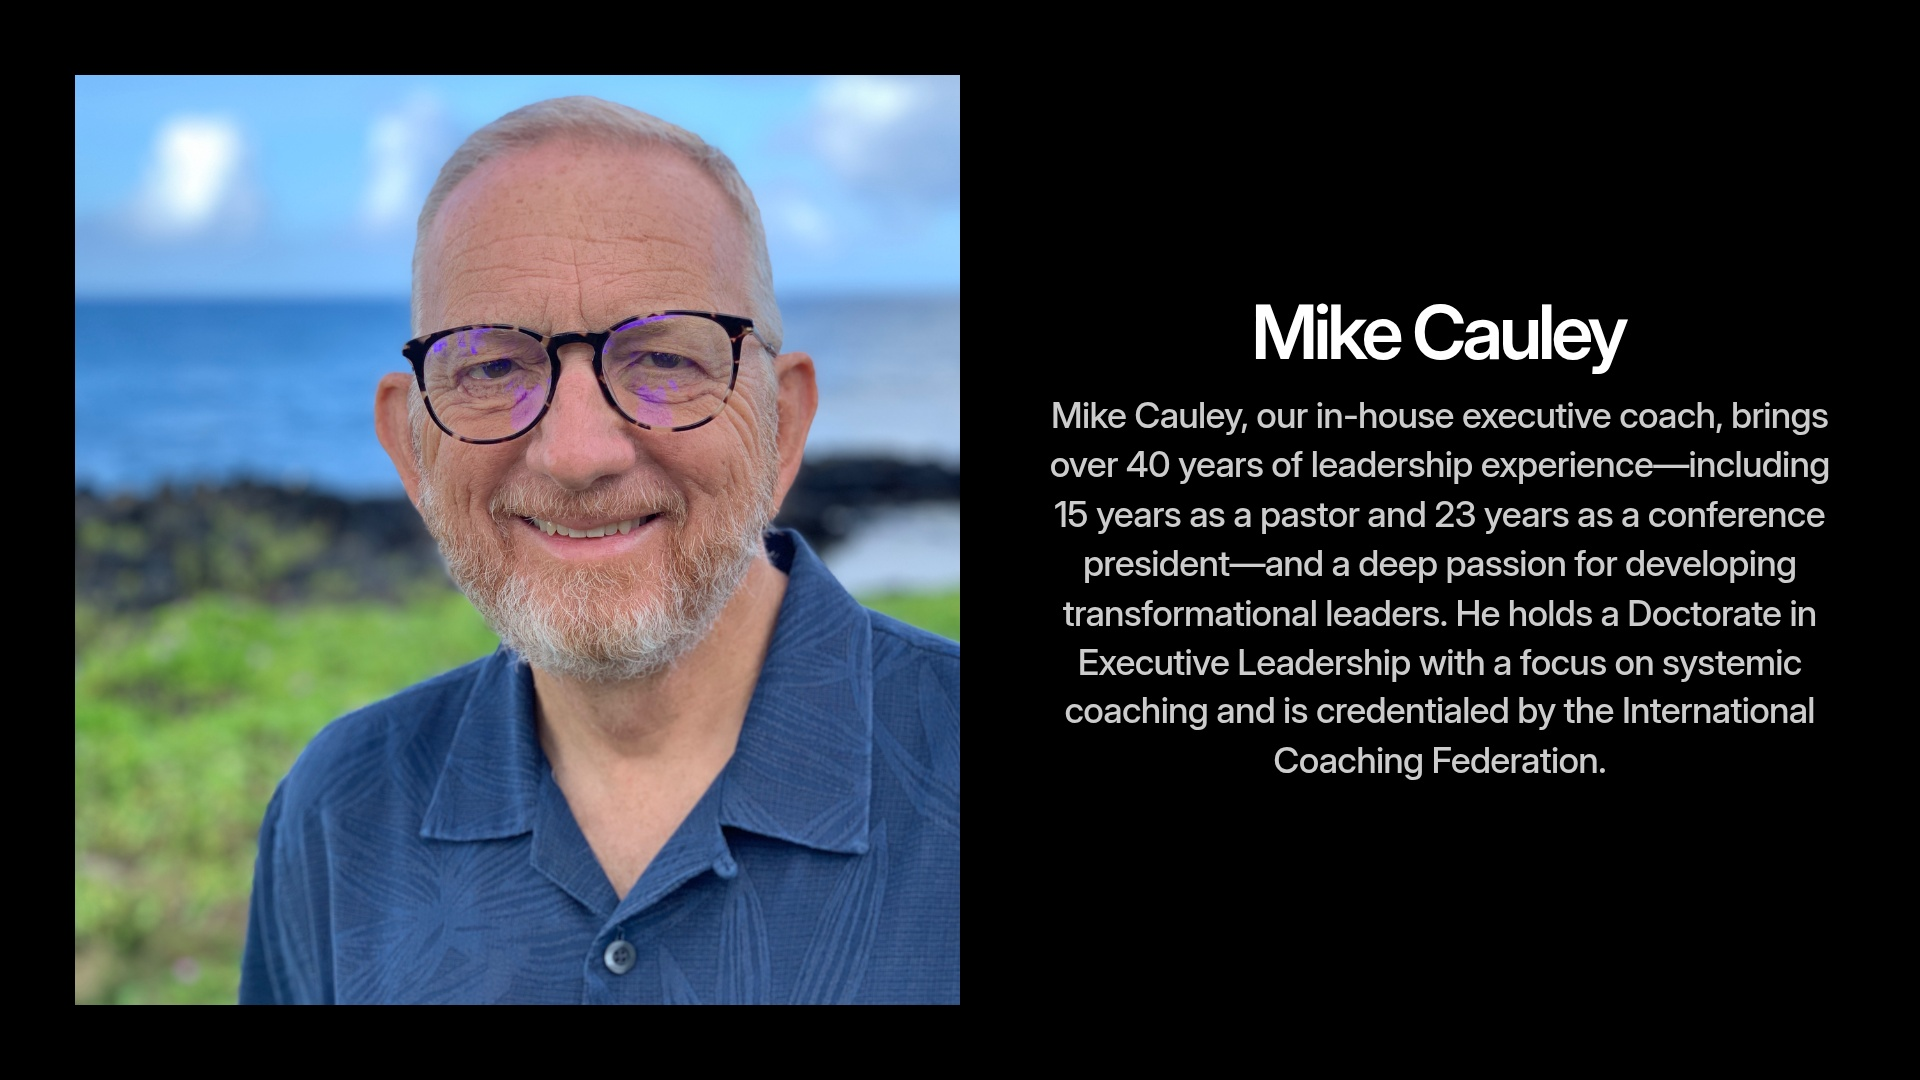 Mike Cauley
Mike Cauley, our in-house executive coach, brings
over 40 years of leadership experience—including
15 years as a pastor and 23 years as a conference
president—and a deep passion for developing
transformational leaders. He holds a Doctorate in
Executive Leadership with a focus on systemic
coaching and is credentialed by the International
Coaching Federation.